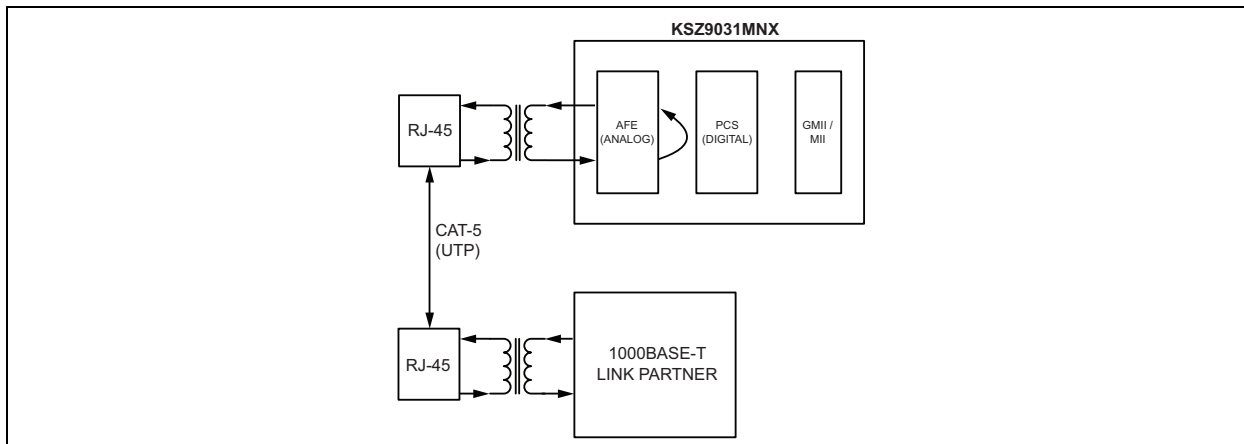 KSZ9031MNX
RJ-45
AFE
(ANALOG)
PCS
(DIGITAL)
GMII /
MII
CAT-5
(UTP)
RJ-45
1000BASE-T
LINK PARTNER